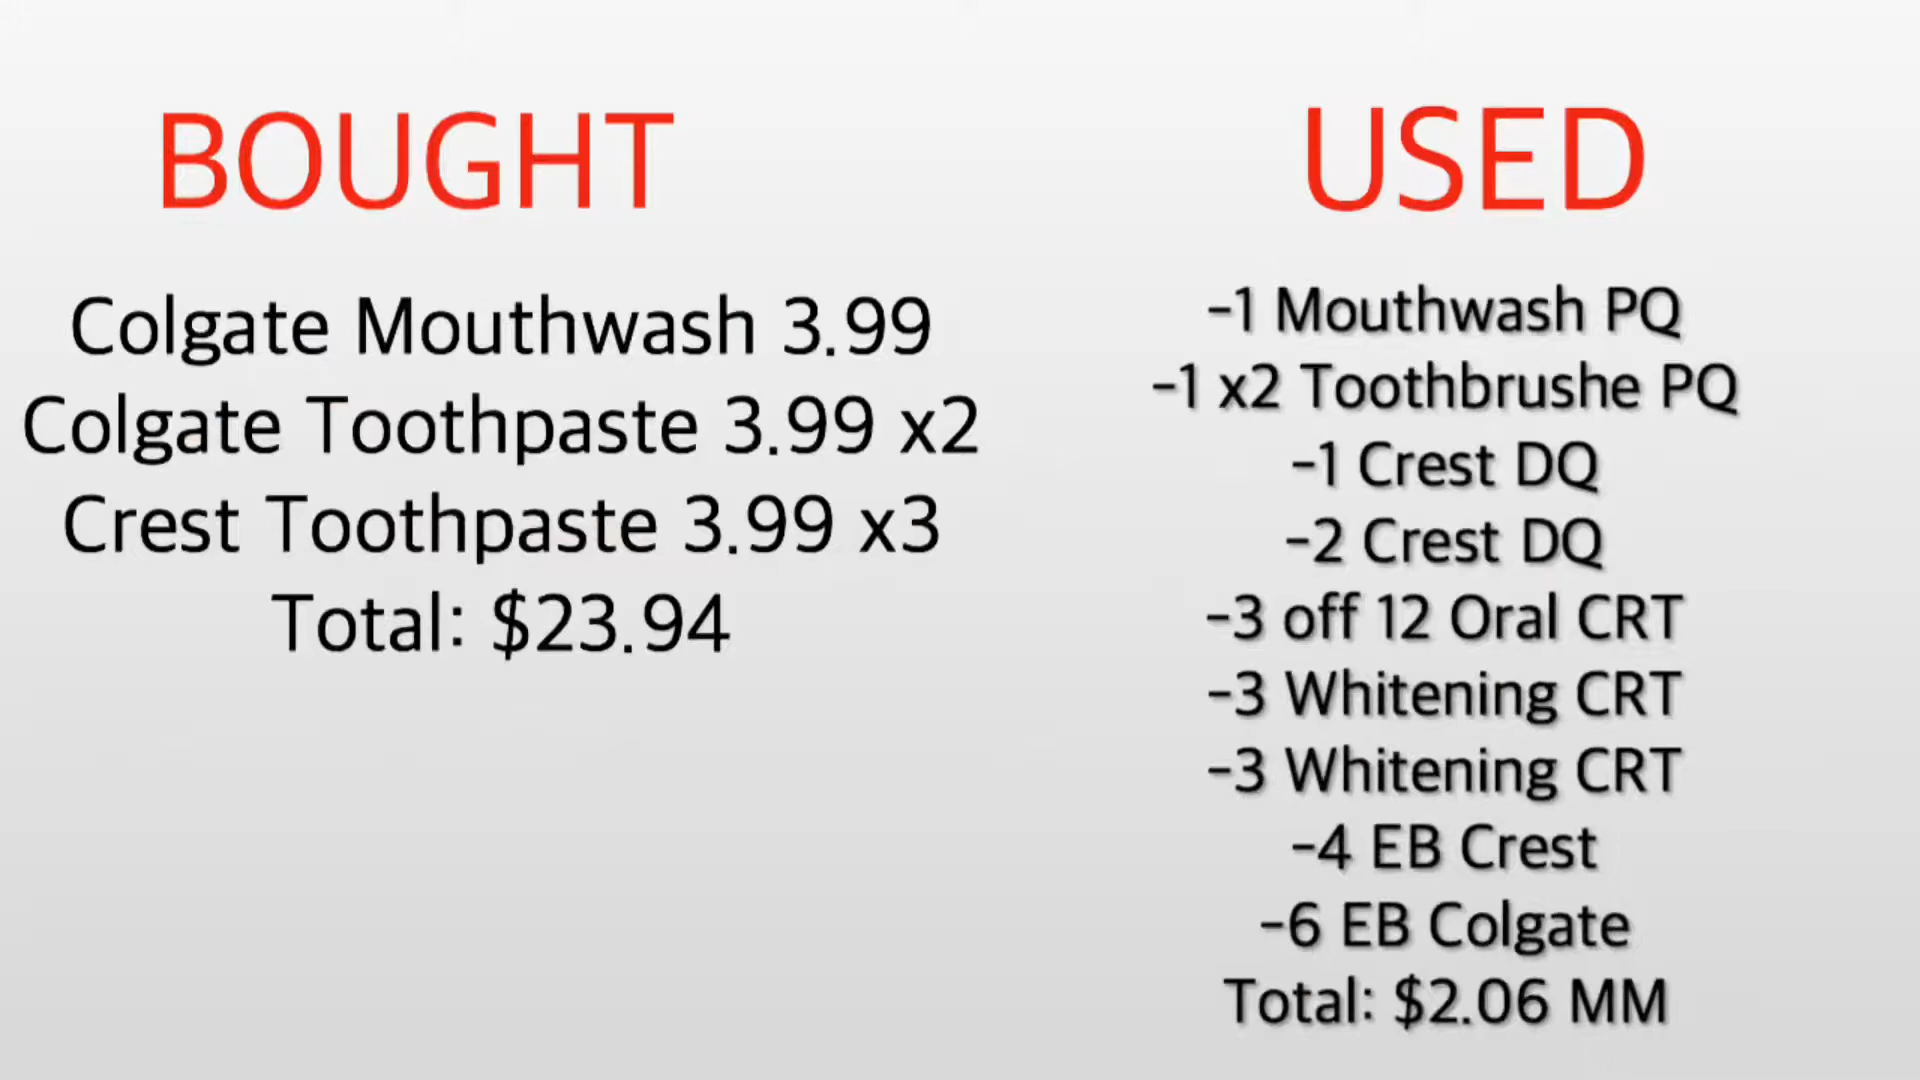 BOUGHT
Colgate Mouthwash 3.99
Colgate Toothpaste 3.99 x2
Crest Toothpaste 3.99 x3
Total: $23.94
USED
-1 Mouthwash PQ
-1 x2 Toothbrushe PQ
-1 Crest DQ
-2 Crest DQ
-3 off 12 Oral CRT
-3 Whitening CRT
-3 Whitening CRT
-4 EB Crest
-6 EB Colgate
Total: $2.06 MM